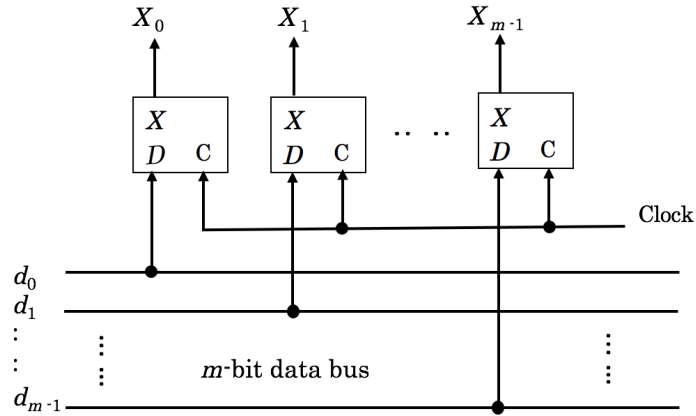 X₀ X₁ Xₘ₋₁
X X X
D C D C D C
Clock
d₀
d₁
m-bit data bus
dₘ₋₁